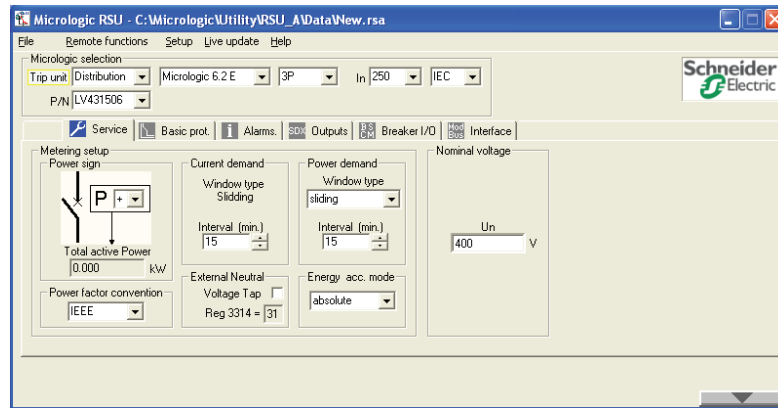 Micrologic RSU - C:\Micrologic\Utility\RSU_A\Data\New.rsa
File Remote functions Setup Live update Help
Micrologic selection
Trip unit Distribution Micrologic 6.2 E 3P In 250 IEC
P/N LV431506
Schneider
Electric
Service Basic prot. Alarms. SDX Outputs BS CM Breaker I/O Mod Bus Interface
Metering setup
Power sign
P +
Total active Power
0.000 kW
Power factor convention
IEEE
Current demand
Window type
Slidding
Interval (min.)
15
External Neutral
Voltage Tap
Reg 3314 = 31
Power demand
Window type
sliding
Interval (min.)
15
Energy acc. mode
absolute
Nominal voltage
Un
400 V